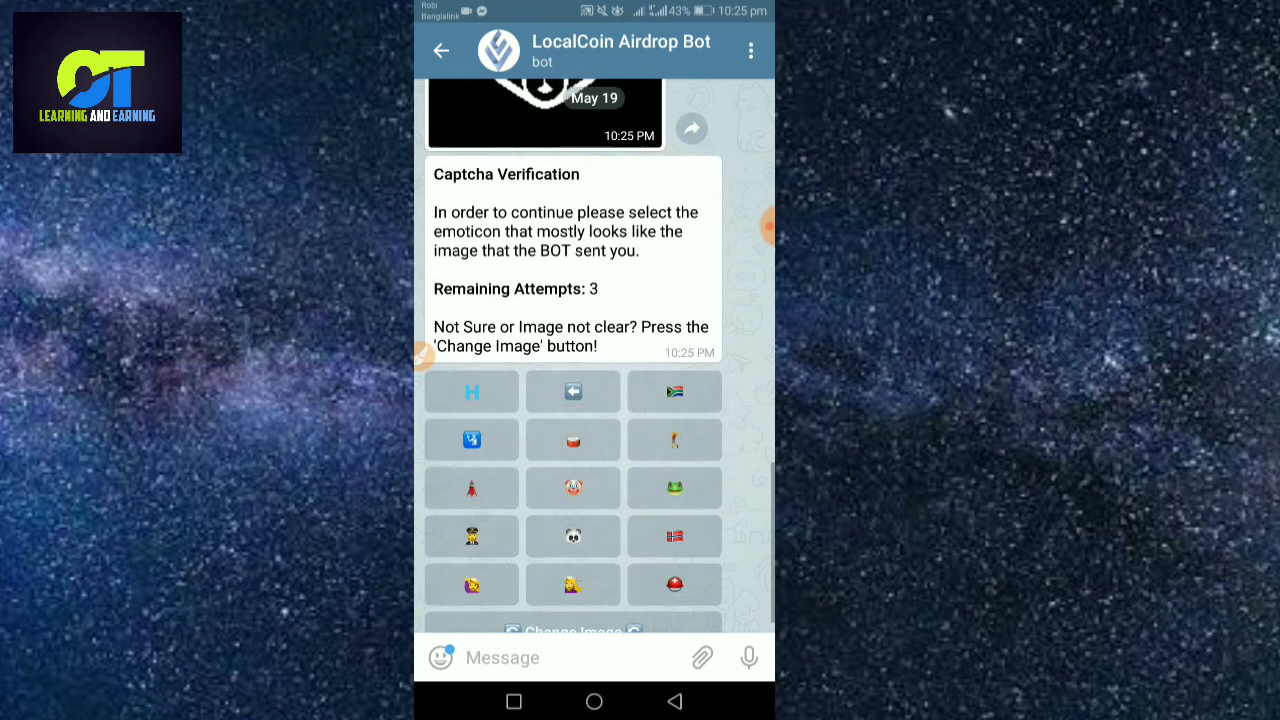 OT
LEARNING AND EARNING
Robi
Banglalink
43%
10:25 pm
LocalCoin Airdrop Bot
bot
May 19
10:25 PM
Captcha Verification
In order to continue please select the
emoticon that mostly looks like the
image that the BOT sent you.
Remaining Attempts: 3
Not Sure or Image not clear? Press the
'Change Image' button!
10:25 PM
H
Change Image
Message